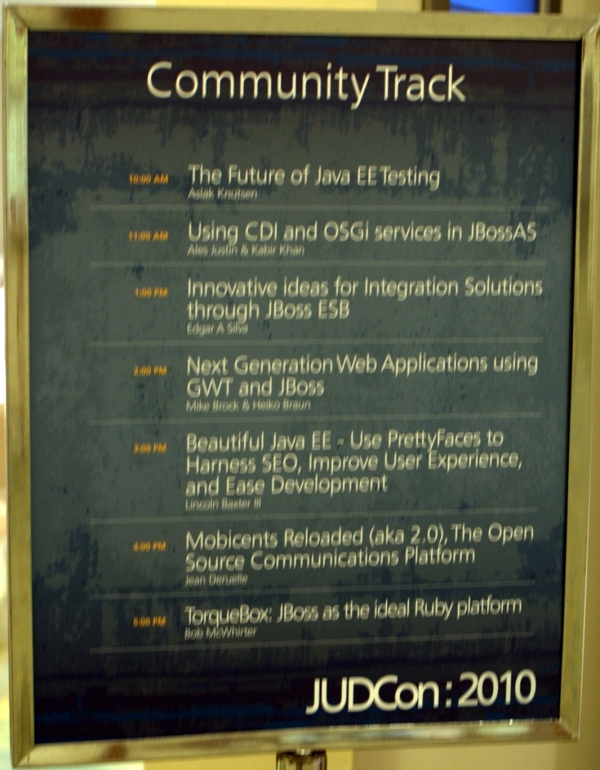 Community Track
10:00 AM The Future of Java EE Testing
Aslak Knutsen
11:00 AM Using CDI and OSGi services in JBossAS
Ales Justin & Kabir Khan
1:00 PM Innovative ideas for Integration Solutions
through JBoss ESB
Edgar A Silva
2:00 PM Next Generation Web Applications using
GWT and JBoss
Mike Brock & Heiko Braun
3:00 PM Beautiful Java EE - Use PrettyFaces to
Harness SEO, Improve User Experience,
and Ease Development
Lincoln Baxter III
4:00 PM Mobicents Reloaded (aka 2.0), The Open
Source Communications Platform
Jean Deruelle
5:00 PM TorqueBox: JBoss as the ideal Ruby platform
Bob McWhirter
JUDCon: 2010